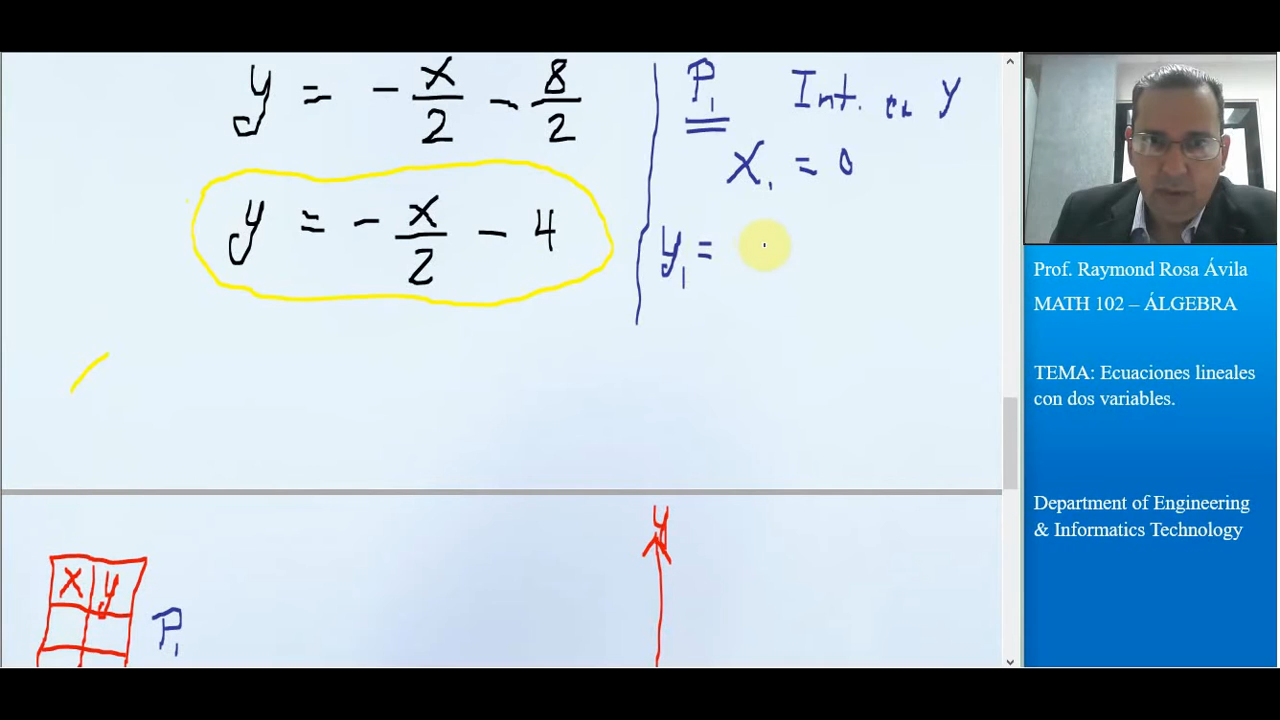 y = - x/2 - 8/2
y = - x/2 - 4
P₁ Int. en y
x₁ = 0
y₁ =
y
x y
P₁
Prof. Raymond Rosa Ávila
MATH 102 – ÁLGEBRA
TEMA: Ecuaciones lineales
con dos variables.
Department of Engineering
& Informatics Technology